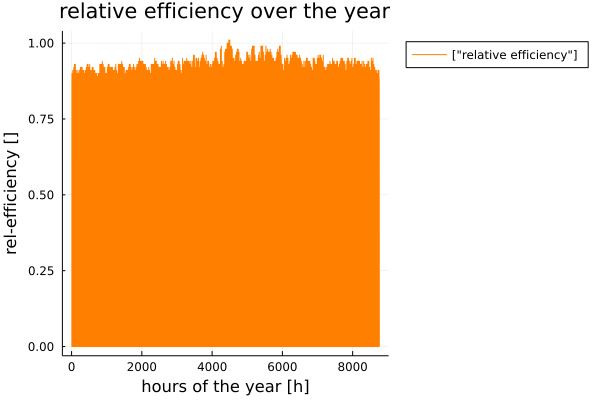 relative efficiency over the year
["relative efficiency"]
rel-efficiency []
1.00
0.75
0.50
0.25
0.00
0 2000 4000 6000 8000
hours of the year [h]